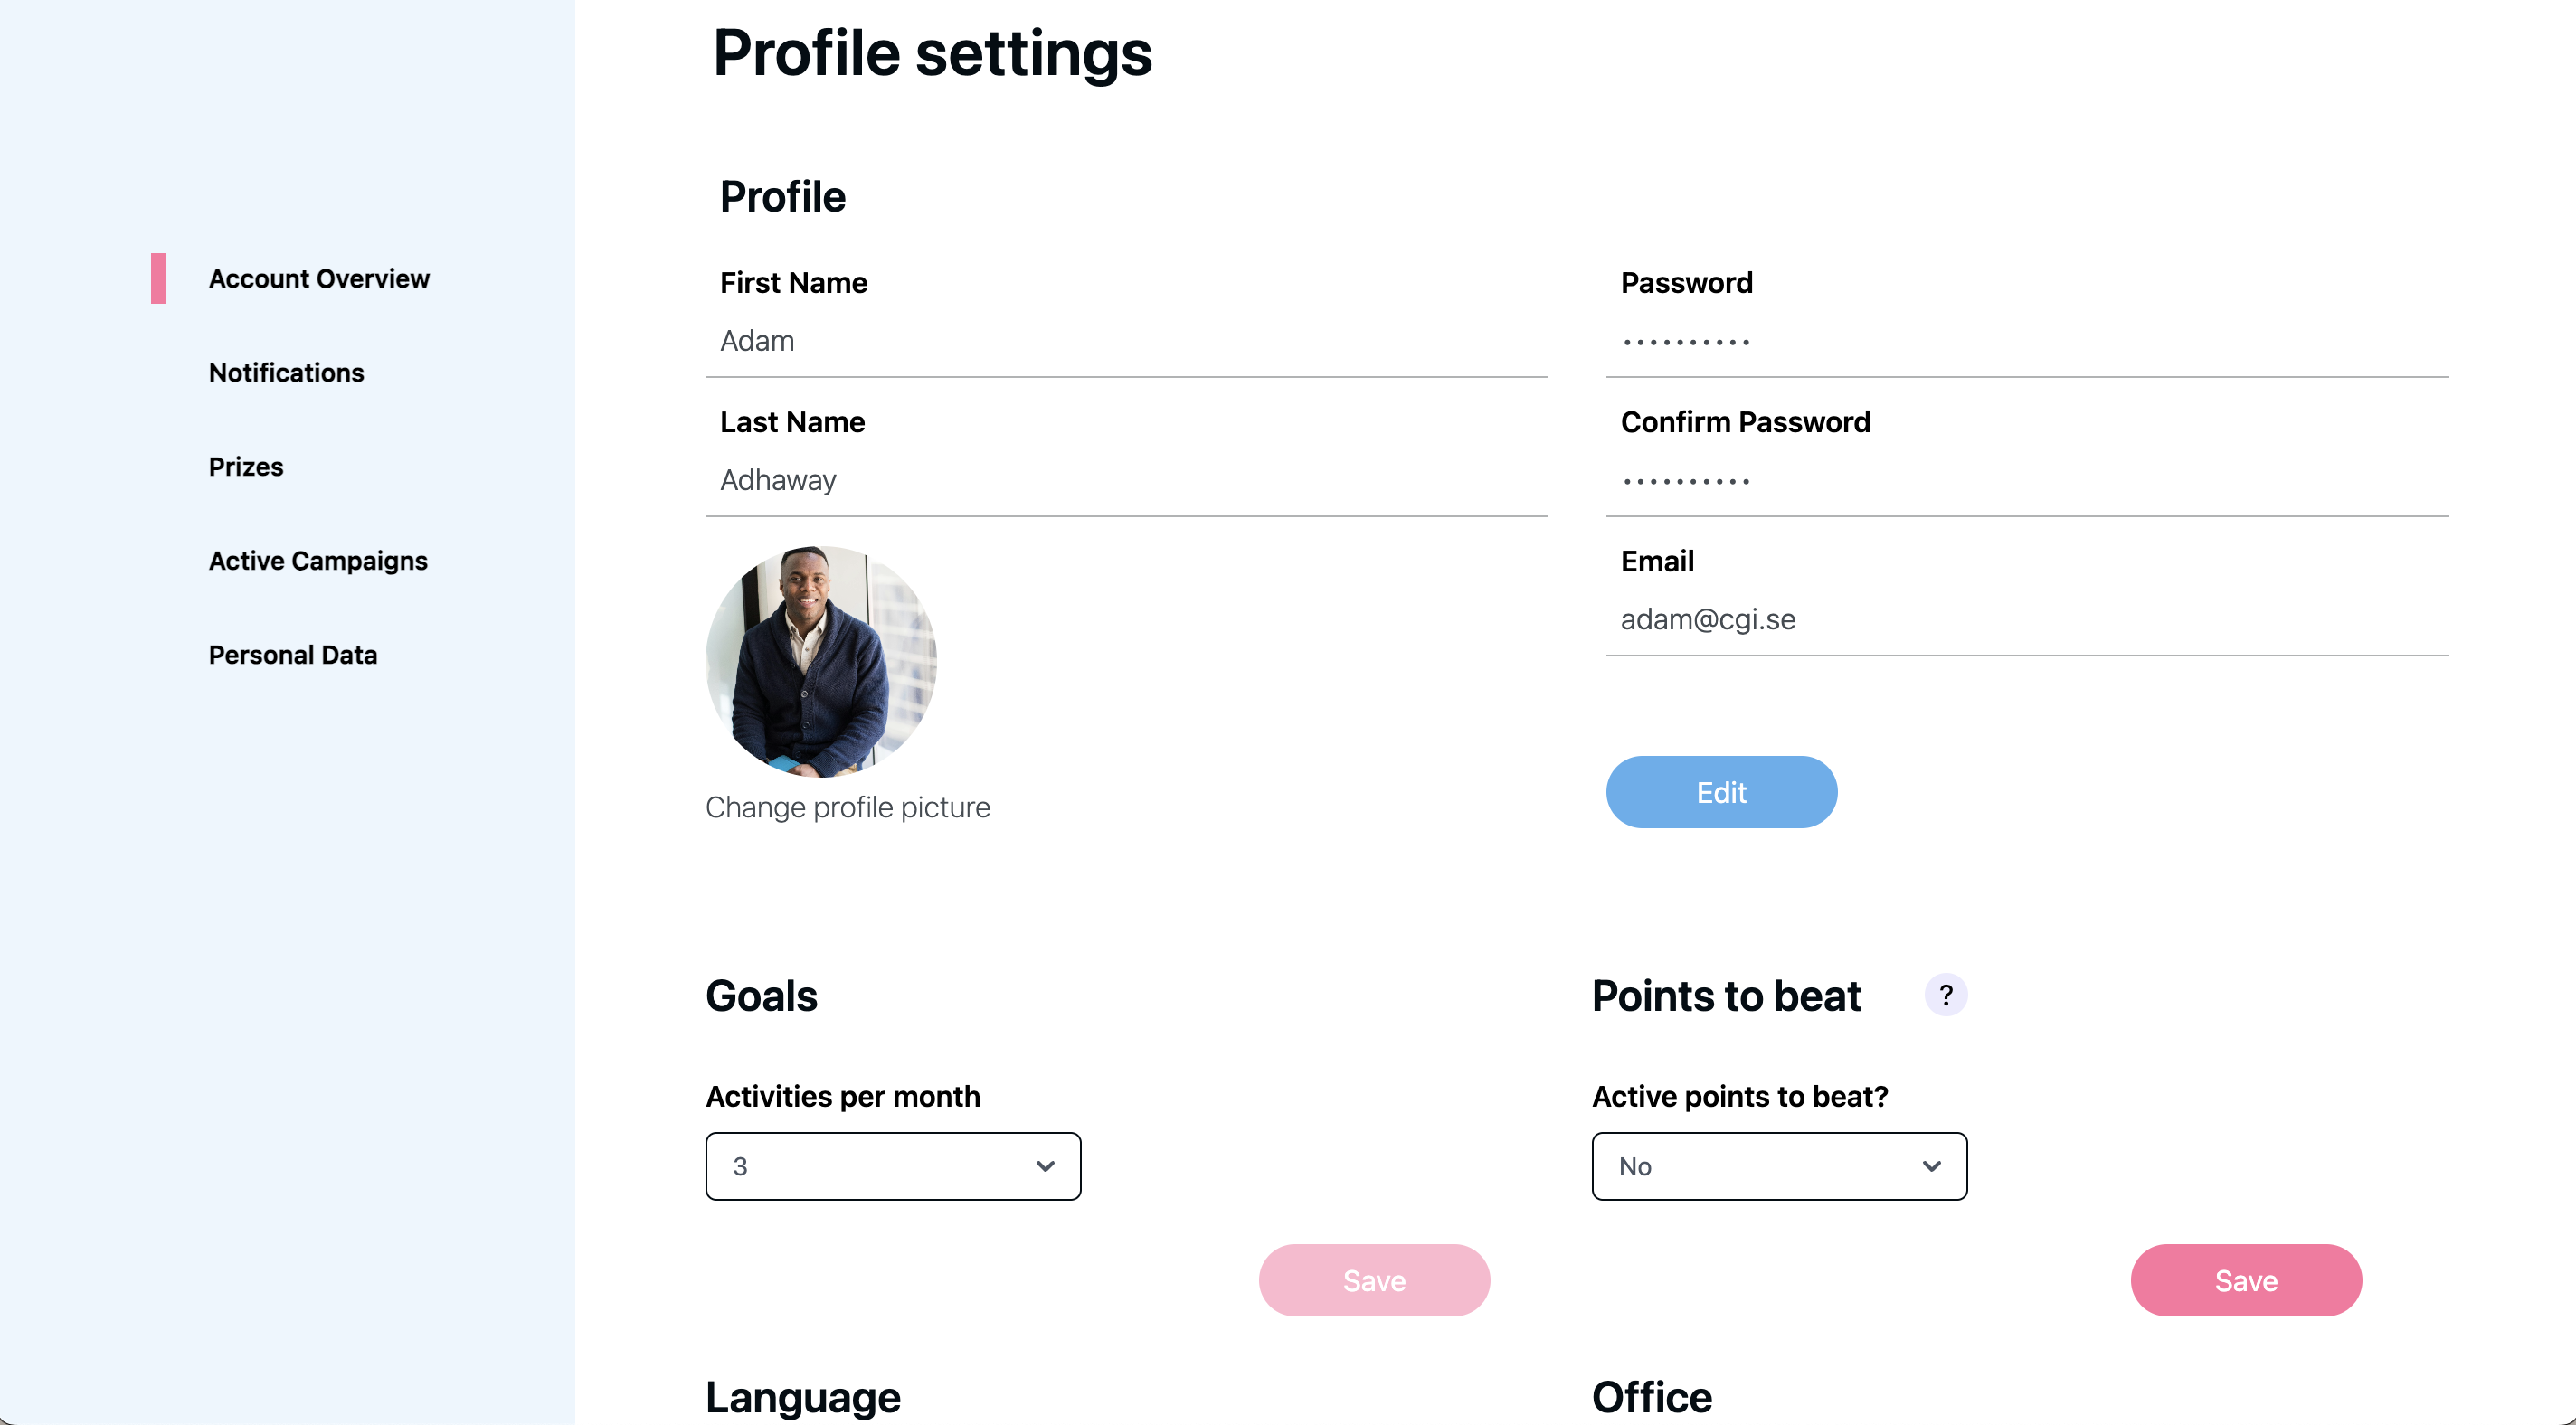 Profile settings
Account Overview
Notifications
Prizes
Active Campaigns
Personal Data
Profile
First Name
Adam
Last Name
Adhaway
Change profile picture
Password
••••••••••
Confirm Password
••••••••••
Email
adam@cgi.se
Edit
Goals
Activities per month
3
Save
Points to beat ?
Active points to beat?
No
Save
Language
Office